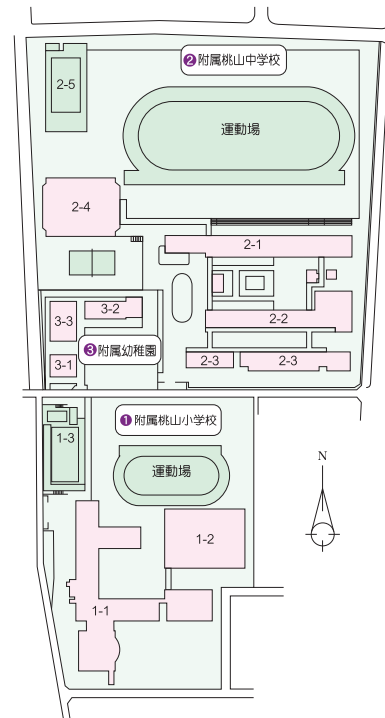 ❷附属桃山中学校
2-5
運動場
2-4
2-1
2-2
3-2
3-3
❸附属幼稚園
2-3
2-3
3-1
❶附属桃山小学校
1-3
運動場
N
1-2
1-1